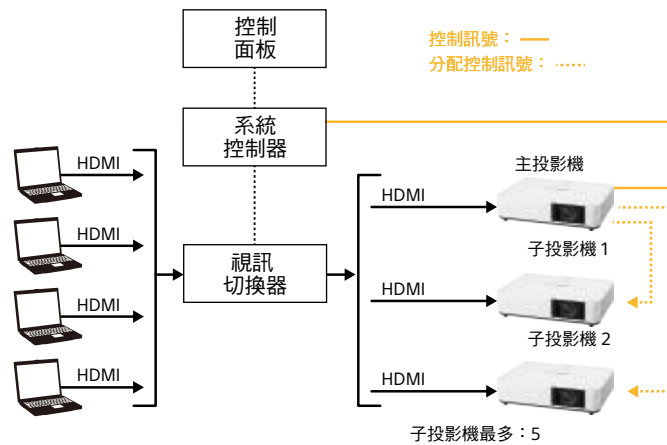 控制
面板
控制訊號：
分配控制訊號：
系統
控制器
HDMI
HDMI
HDMI
HDMI
視訊
切換器
主投影機
HDMI
子投影機 1
HDMI
子投影機 2
HDMI
子投影機最多：5